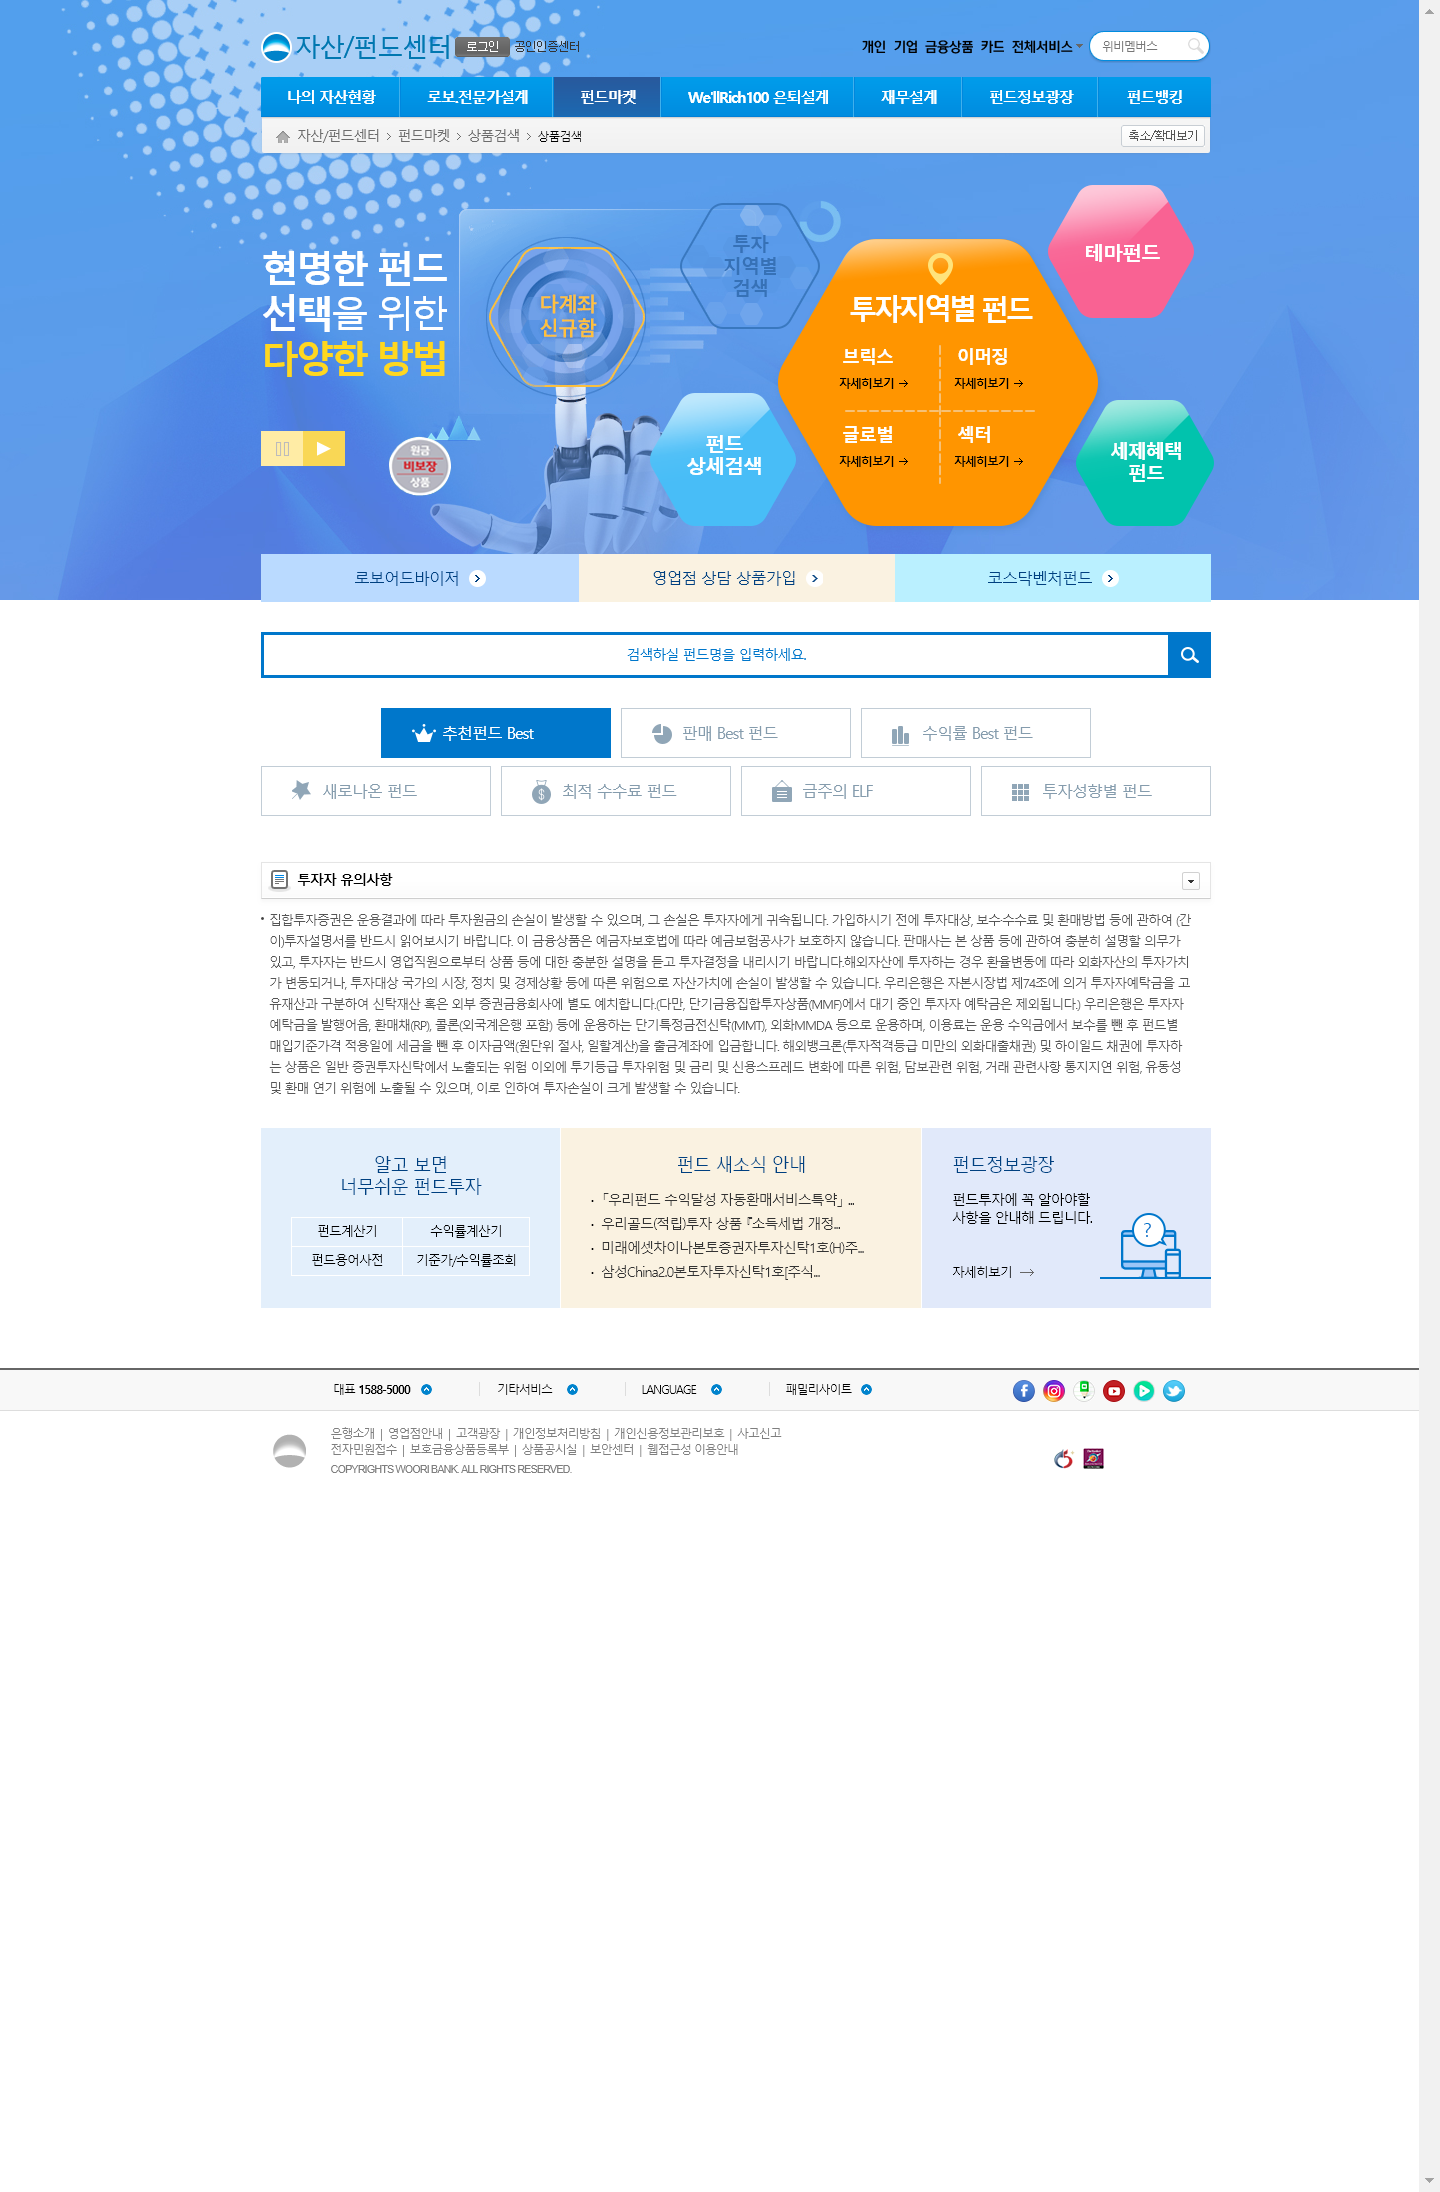 자산/펀드센터 로그인 공인인증센터
개인 기업 금융상품 카드 전체서비스 위비멤버스
나의 자산현황 로보.전문가설계 펀드마켓 We'llRich100 은퇴설계 재무설계 펀드정보광장 펀드뱅킹
자산/펀드센터 > 펀드마켓 > 상품검색 > 상품검색 축소/확대보기
현명한 펀드
선택을 위한
다양한 방법
원금
비보장
상품
다계좌
신규함
투자
지역별
검색
펀드
상세검색
투자지역별 펀드
브릭스 이머징
자세히보기 → 자세히보기 →
글로벌 섹터
자세히보기 → 자세히보기 →
테마펀드
세제혜택
펀드
로보어드바이저 영업점 상담 상품가입 코스닥벤처펀드
검색하실 펀드명을 입력하세요.
추천펀드 Best 판매 Best 펀드 수익률 Best 펀드
새로나온 펀드 최적 수수료 펀드 금주의 ELF 투자성향별 펀드
투자자 유의사항
• 집합투자증권은 운용결과에 따라 투자원금의 손실이 발생할 수 있으며, 그 손실은 투자자에게 귀속됩니다. 가입하시기 전에 투자대상, 보수·수수료 및 환매방법 등에 관하여 (간
이)투자설명서를 반드시 읽어보시기 바랍니다. 이 금융상품은 예금자보호법에 따라 예금보험공사가 보호하지 않습니다. 판매사는 본 상품 등에 관하여 충분히 설명할 의무가
있고, 투자자는 반드시 영업직원으로부터 상품 등에 대한 충분한 설명을 듣고 투자결정을 내리시기 바랍니다.해외자산에 투자하는 경우 환율변동에 따라 외화자산의 투자가치
가 변동되거나, 투자대상 국가의 시장, 정치 및 경제상황 등에 따른 위험으로 자산가치에 손실이 발생할 수 있습니다. 우리은행은 자본시장법 제74조에 의거 투자자예탁금을 고
유재산과 구분하여 신탁재산 혹은 외부 증권금융회사에 별도 예치합니다.(다만, 단기금융집합투자상품(MMF)에서 대기 중인 투자자 예탁금은 제외됩니다.) 우리은행은 투자자
예탁금을 발행어음, 환매채(RP), 콜론(외국계은행 포함) 등에 운용하는 단기특정금전신탁(MMT), 외화MMDA 등으로 운용하며, 이용료는 운용 수익금에서 보수를 뺀 후 펀드별
매입기준가격 적용일에 세금을 뺀 후 이자금액(원단위 절사, 일할계산)을 출금계좌에 입금합니다. 해외뱅크론(투자적격등급 미만의 외화대출채권) 및 하이일드 채권에 투자하
는 상품은 일반 증권투자신탁에서 노출되는 위험 이외에 투기등급 투자위험 및 금리 및 신용스프레드 변화에 따른 위험, 담보관련 위험, 거래 관련사항 통지지연 위험, 유동성
및 환매 연기 위험에 노출될 수 있으며, 이로 인하여 투자손실이 크게 발생할 수 있습니다.
알고 보면
너무쉬운 펀드투자
펀드계산기 수익률계산기
펀드용어사전 기준가/수익률조회
펀드 새소식 안내
· 「우리펀드 수익달성 자동환매서비스특약」 ...
· 우리골드(적립)투자 상품 『소득세법 개정...
· 미래에셋차이나본토증권자투자신탁1호(H)주...
· 삼성China2.0본토자투자신탁1호[주식...
펀드정보광장
펀드투자에 꼭 알아야할
사항을 안내해 드립니다.
?
자세히보기 →
대표 1588-5000 기타서비스 LANGUAGE 패밀리사이트
은행소개 | 영업점안내 | 고객광장 | 개인정보처리방침 | 개인신용정보관리보호 | 사고신고
전자민원접수 | 보호금융상품등록부 | 상품공시실 | 보안센터 | 웹접근성 이용안내
COPYRIGHTS WOORI BANK. ALL RIGHTS RESERVED.